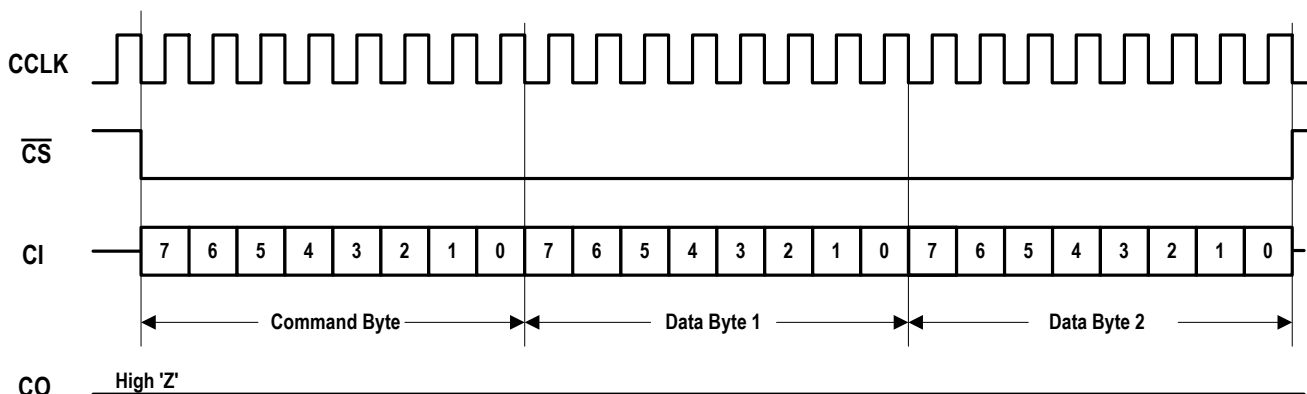 CCLK
CS
CI 7 6 5 4 3 2 1 0 7 6 5 4 3 2 1 0 7 6 5 4 3 2 1 0
Command Byte Data Byte 1 Data Byte 2
High 'Z'
CO